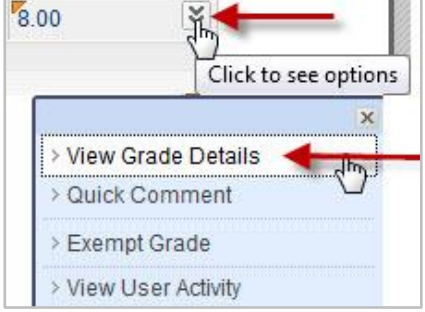 8.00
Click to see options
> View Grade Details
> Quick Comment
> Exempt Grade
> View User Activity